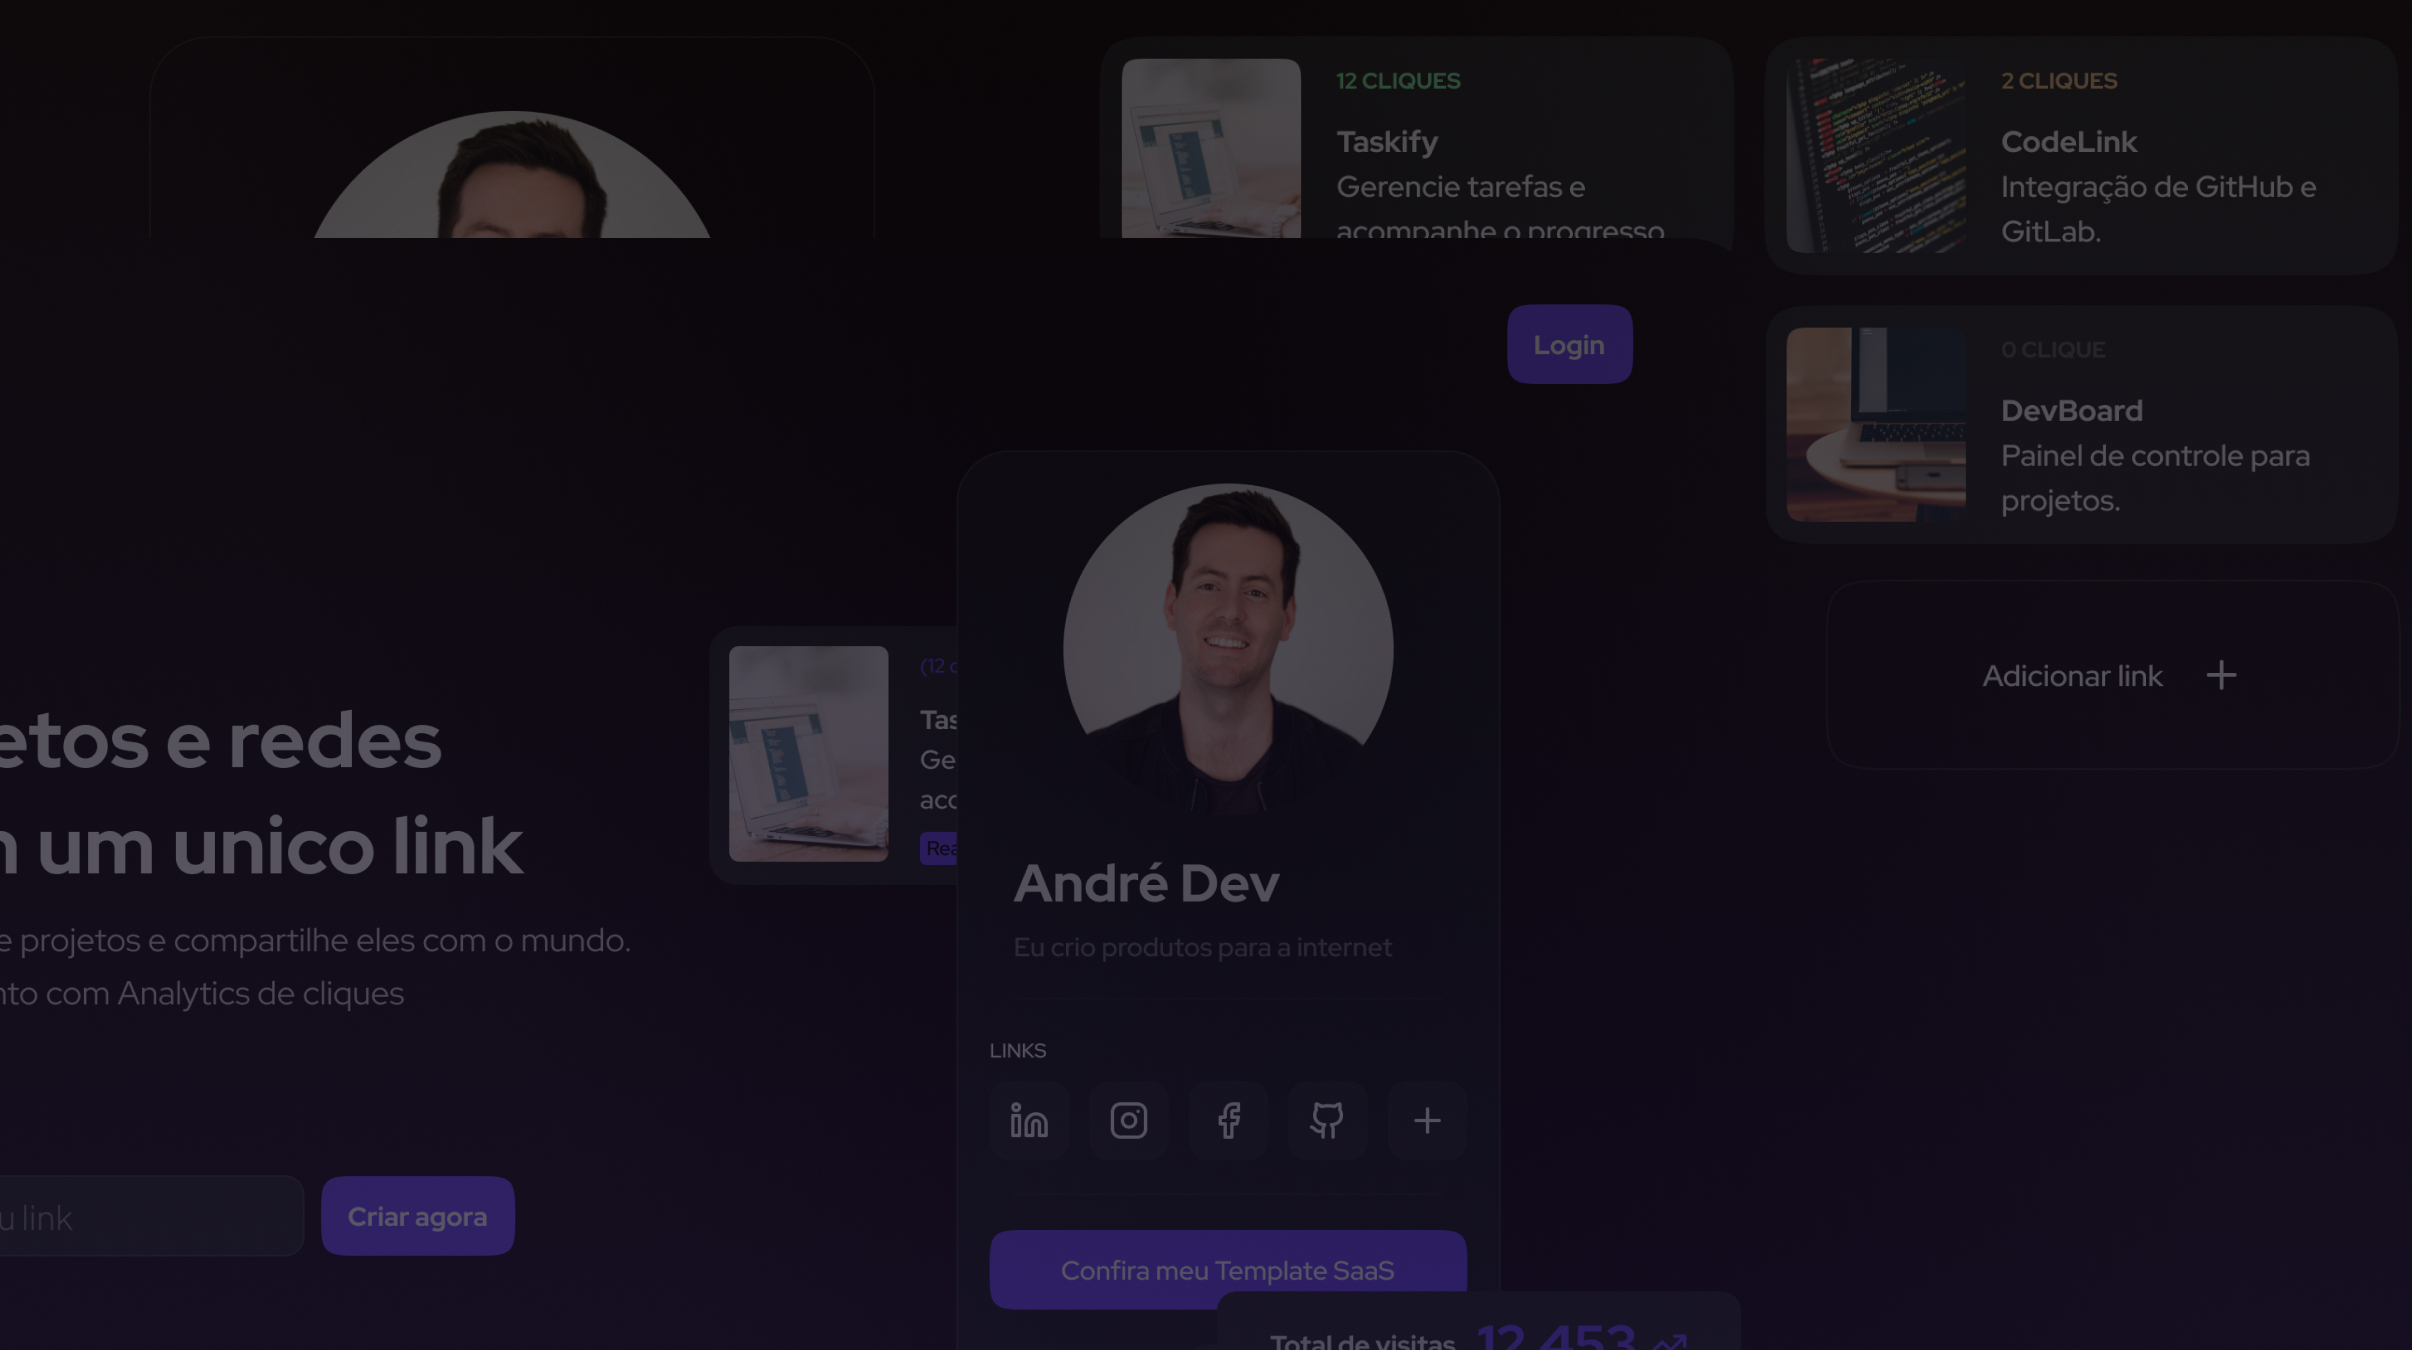 12 CLIQUES
Taskify
Gerencie tarefas e
acompanhe o progresso
2 CLIQUES
CodeLink
Integração de GitHub e
GitLab.
Login
0 CLIQUE
DevBoard
Painel de controle para
projetos.
Adicionar link
etos e redes
um unico link
e projetos e compartilhe eles com o mundo.
nto com Analytics de cliques
u link
Criar agora
(12 c
Tas
Ge
acc
Rea
André Dev
Eu crio produtos para a internet
LINKS
Confira meu Template SaaS
Total de visitas 12.453